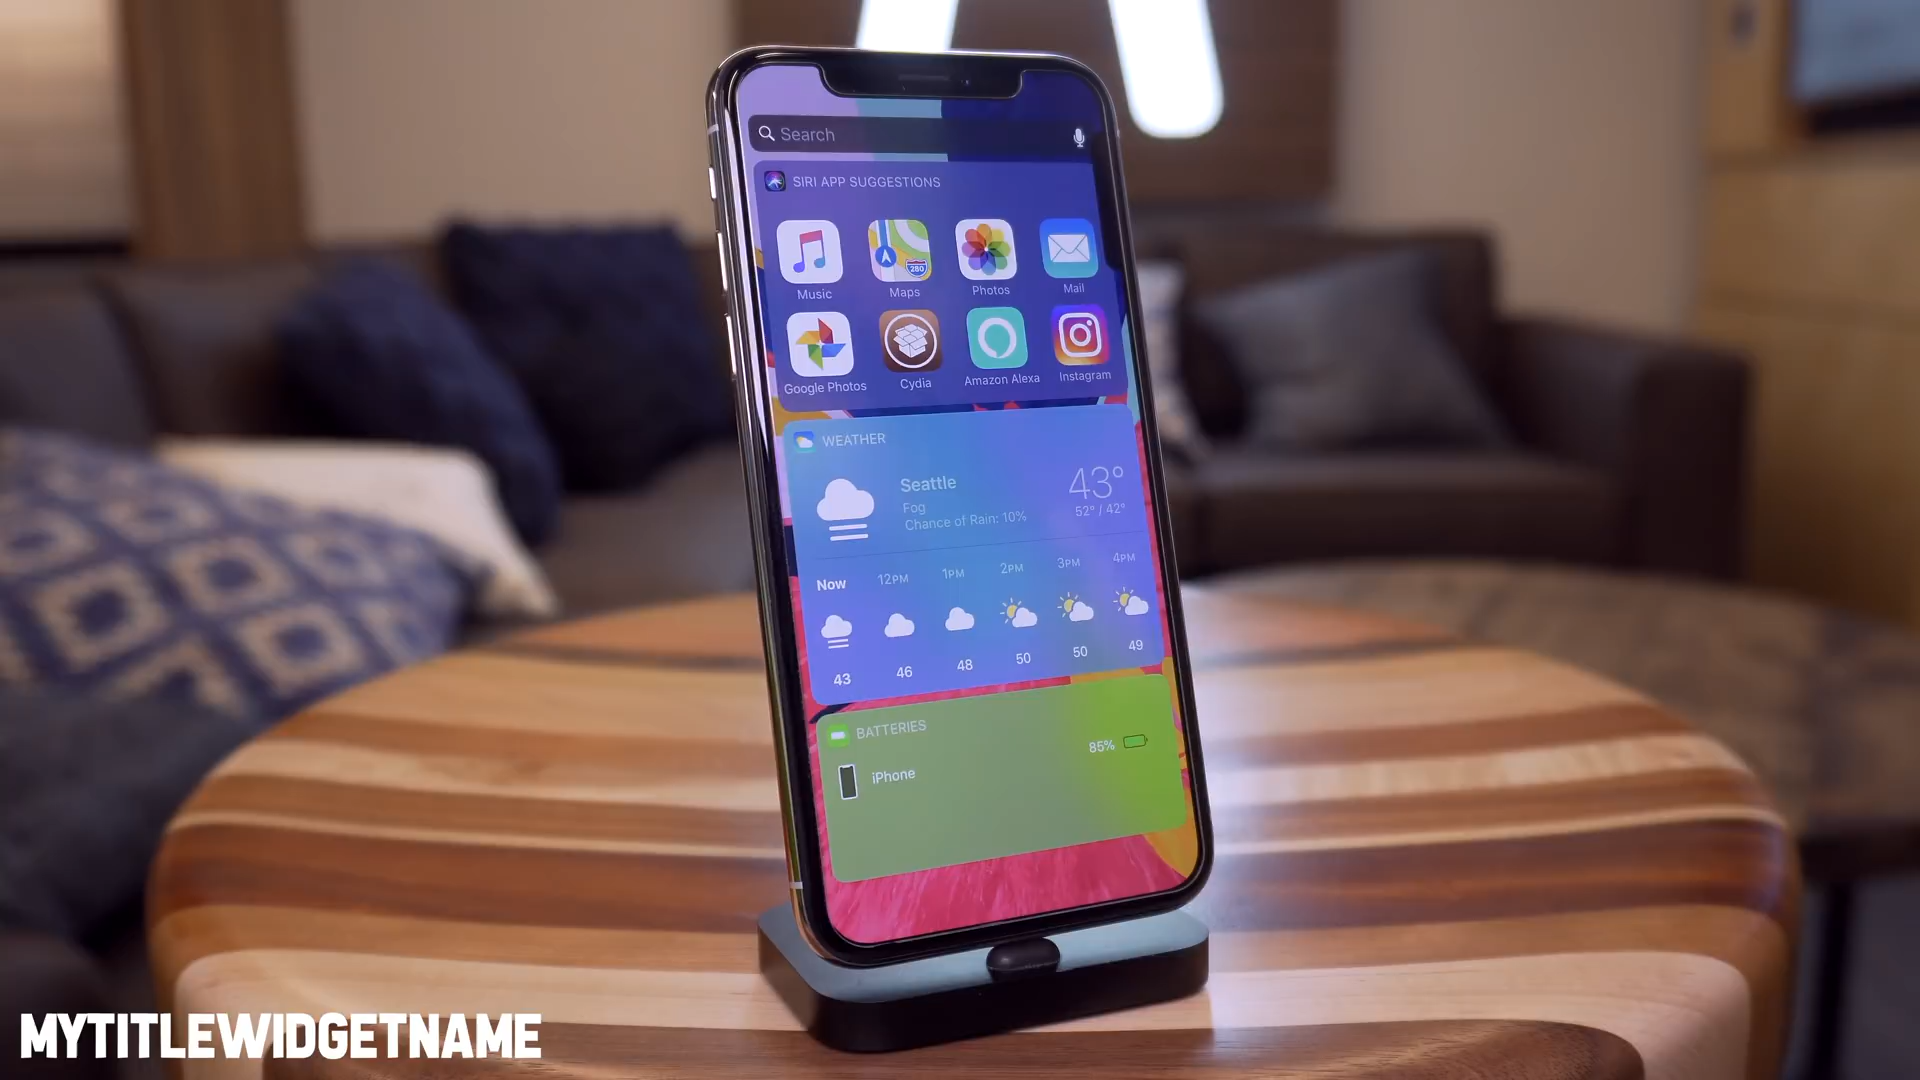 Search
SIRI APP SUGGESTIONS
Music Maps Photos Mail
280
Google Photos Cydia Amazon Alexa Instagram
WEATHER
Seattle 43°
Fog 52° / 42°
Chance of Rain: 10%
Now 12PM 1PM 2PM 3PM 4PM
43 46 48 50 50 49
BATTERIES
85%
iPhone
MYTITLEWIDGETNAME